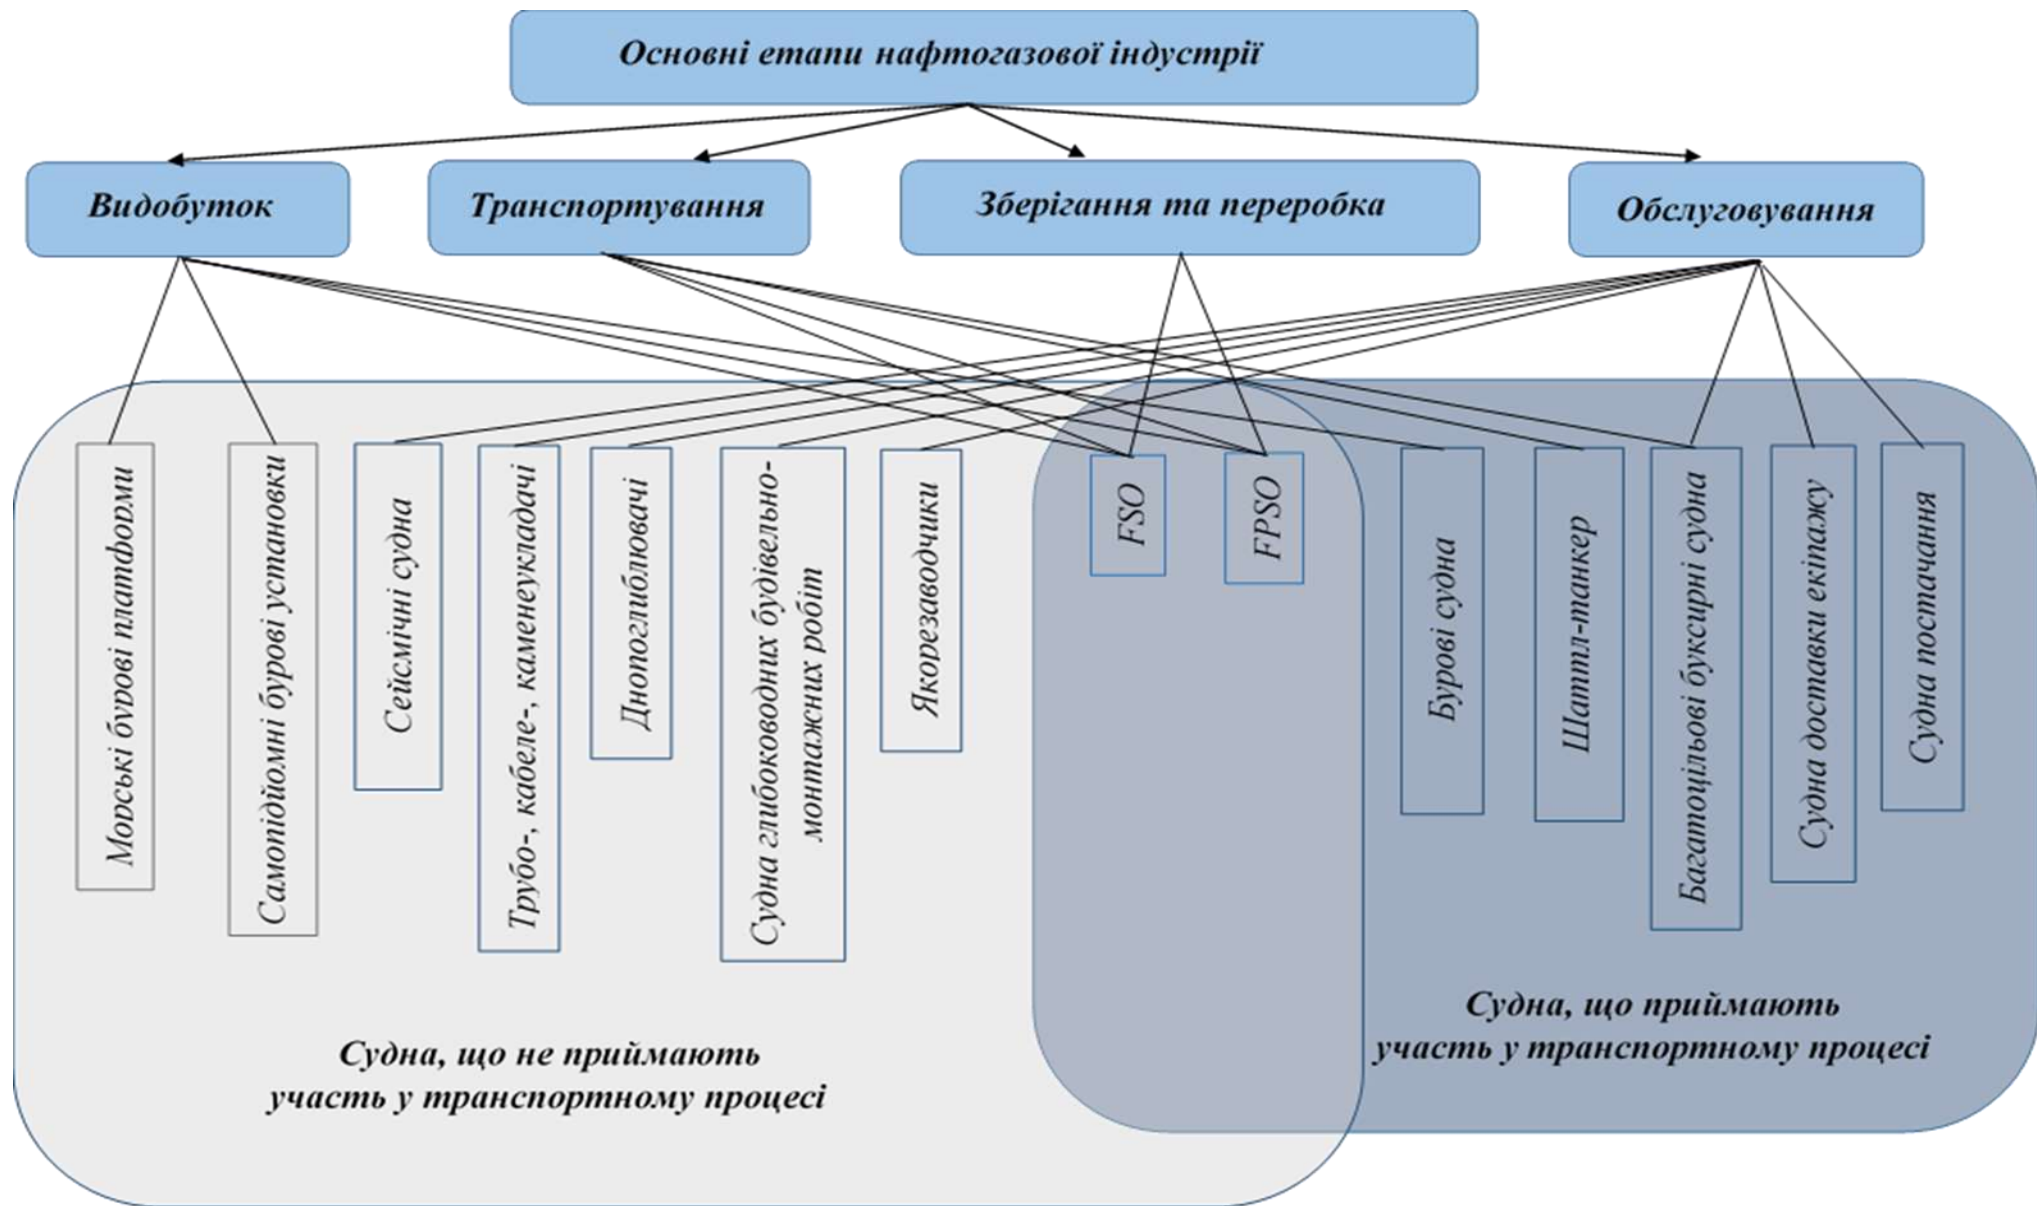 Основні етапи нафтогазової індустрії
Видобуток
Транспортування
Зберігання та переробка
Обслуговування
Морські бурові платформи
Самопідйомні бурові установки
Сейсмічні судна
Трубо-, кабеле-, каменеукладачі
Днопоглиблювачі
Судна глибоководних будівельно-
монтажних робіт
Якорезаводчики
FSO
FPSO
Бурові судна
Шаттл-танкер
Багатоцільові буксирні судна
Судна доставки екіпажу
Судна постачання
Судна, що не приймають
участь у транспортному процесі
Судна, що приймають
участь у транспортному процесі